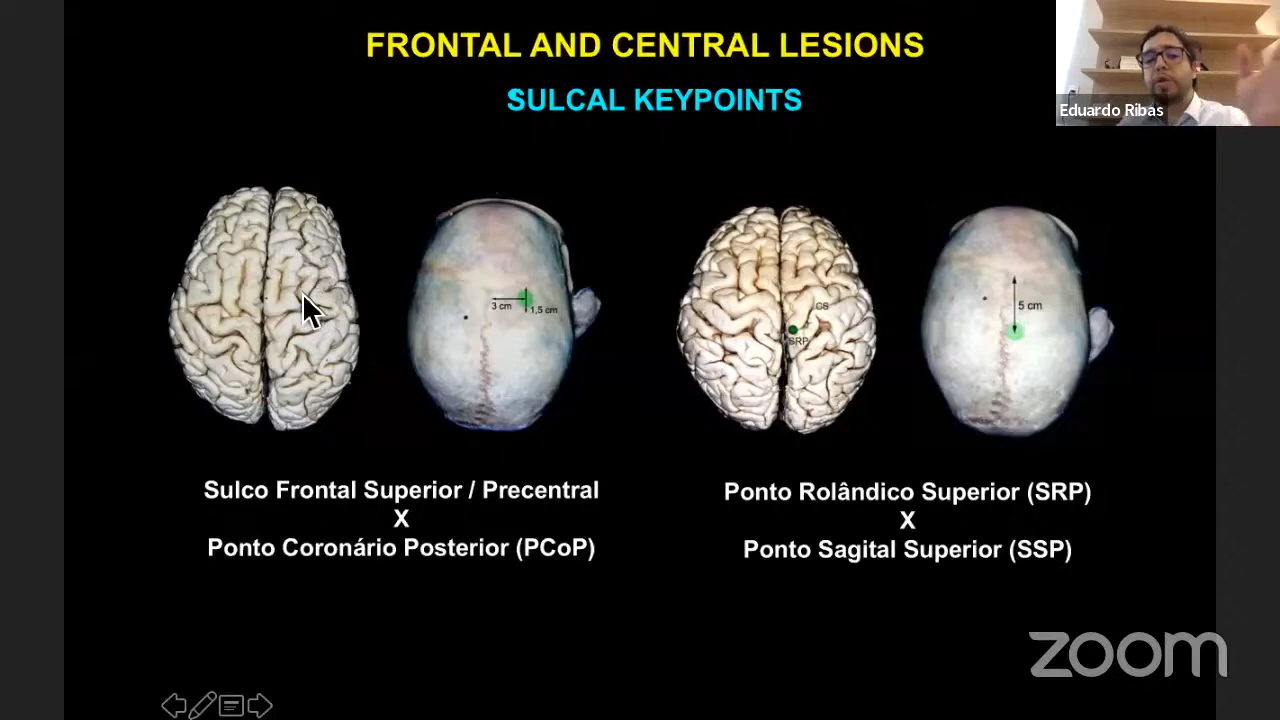 FRONTAL AND CENTRAL LESIONS
SULCAL KEYPOINTS
Eduardo Ribas
3 cm
1,5 cm
CS
SRP
5 cm
Sulco Frontal Superior / Precentral
X
Ponto Coronário Posterior (PCoP)
Ponto Rolândico Superior (SRP)
X
Ponto Sagital Superior (SSP)
zoom